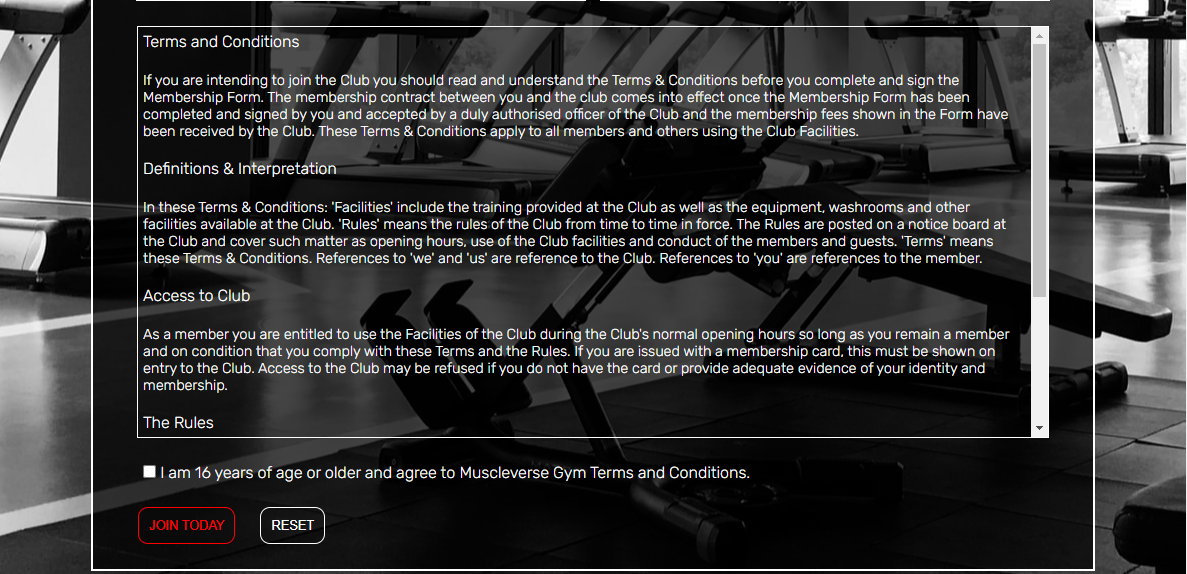 Terms and Conditions
If you are intending to join the Club you should read and understand the Terms & Conditions before you complete and sign the
Membership Form. The membership contract between you and the club comes into effect once the Membership Form has been
completed and signed by you and accepted by a duly authorised officer of the Club and the membership fees shown in the Form have
been received by the Club. These Terms & Conditions apply to all members and others using the Club Facilities.
Definitions & Interpretation
In these Terms & Conditions: 'Facilities' include the training provided at the Club as well as the equipment, washrooms and other
facilities available at the Club. 'Rules' means the rules of the Club from time to time in force. The Rules are posted on a notice board at
the Club and cover such matter as opening hours, use of the Club facilities and conduct of the members and guests. 'Terms' means
these Terms & Conditions. References to 'we' and 'us' are reference to the Club. References to 'you' are references to the member.
Access to Club
As a member you are entitled to use the Facilities of the Club during the Club's normal opening hours so long as you remain a member
and on condition that you comply with these Terms and the Rules. If you are issued with a membership card, this must be shown on
entry to the Club. Access to the Club may be refused if you do not have the card or provide adequate evidence of your identity and
membership.
The Rules
I am 16 years of age or older and agree to Muscleverse Gym Terms and Conditions.
JOIN TODAY RESET